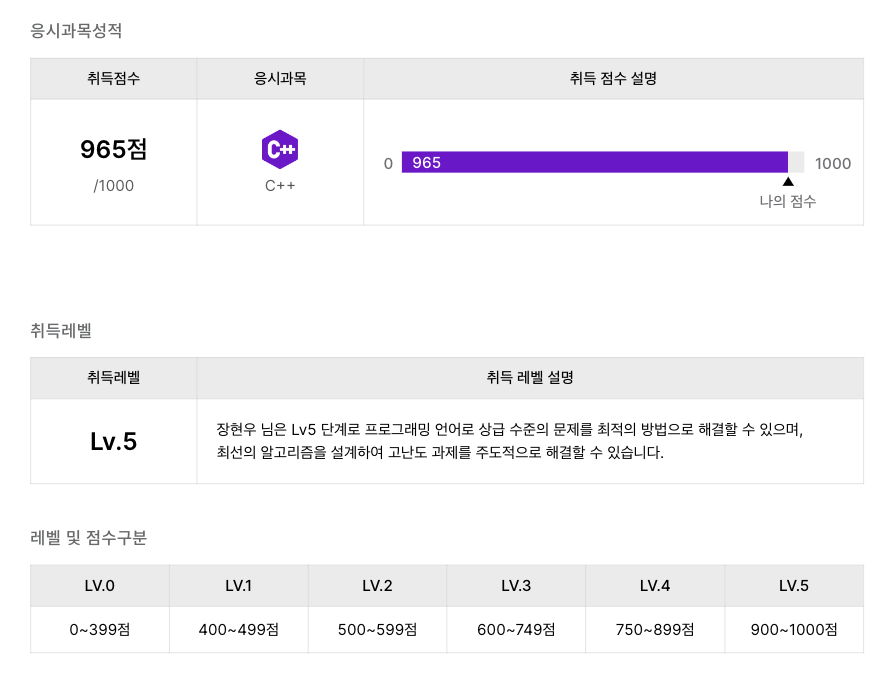 응시과목성적
취득점수 응시과목 취득 점수 설명
965점
/1000
C++
C++
0 965 1000
나의 점수
취득레벨
취득레벨 취득 레벨 설명
Lv.5
장현우 님은 Lv5 단계로 프로그래밍 언어로 상급 수준의 문제를 최적의 방법으로 해결할 수 있으며,
최선의 알고리즘을 설계하여 고난도 과제를 주도적으로 해결할 수 있습니다.
레벨 및 점수구분
LV.0 LV.1 LV.2 LV.3 LV.4 LV.5
0~399점 400~499점 500~599점 600~749점 750~899점 900~1000점